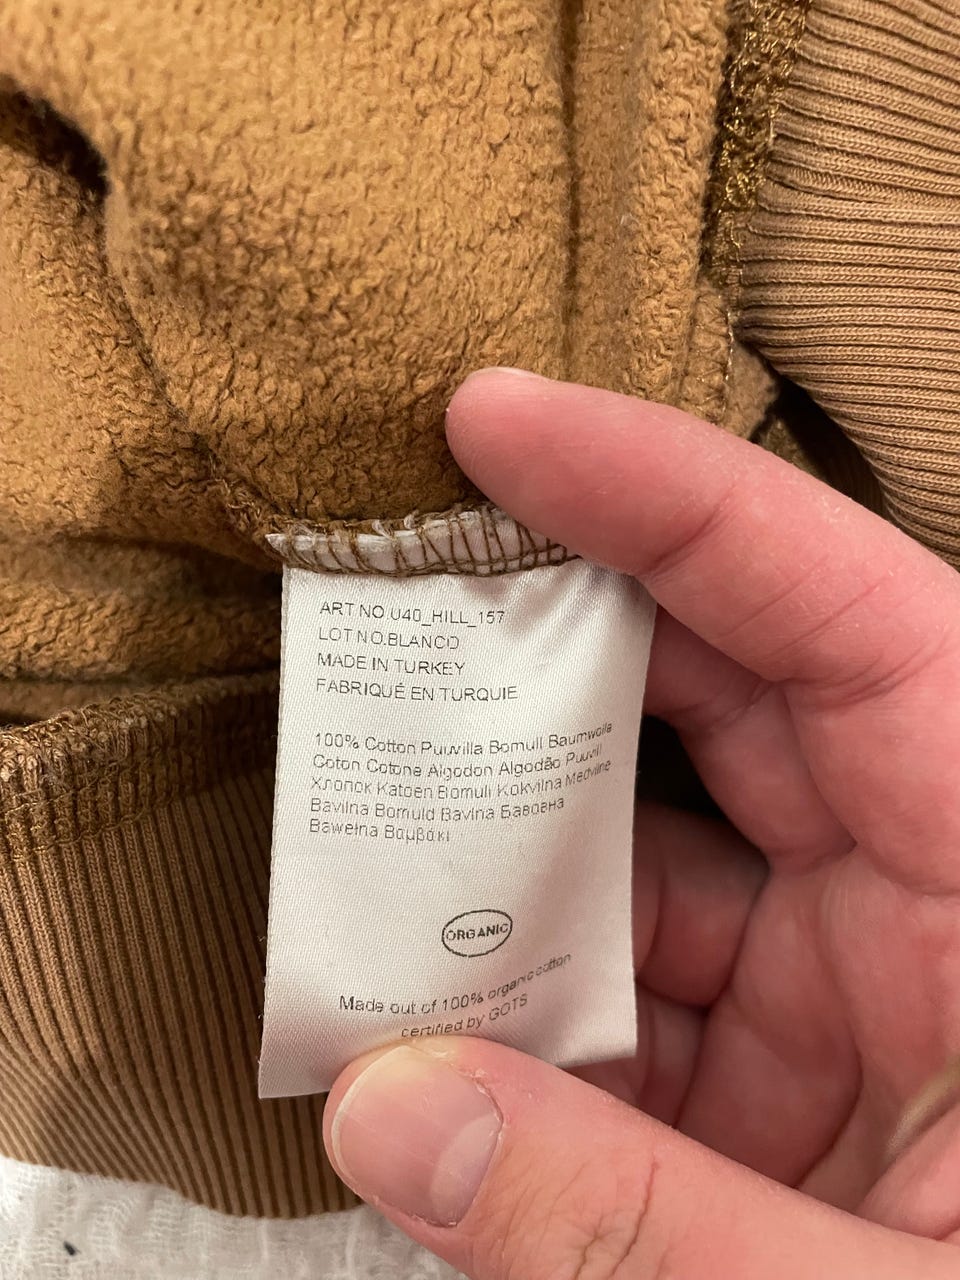 ART NO.U40_HILL_157
LOT NO.BLANCO
MADE IN TURKEY
FABRIQUÉ EN TURQUIE
100% Cotton Puuvilla Bomull Baumwolle
Coton Cotone Algodon Algodão Puuvill
Хлопок Katoen Bomuli Kokvilna Medvilne
Bavlna Bomuld Bavlna Бавовна
Bawełna Βαμβάκι
ORGANIC
Made out of 100% organic cotton
certified by GOTS